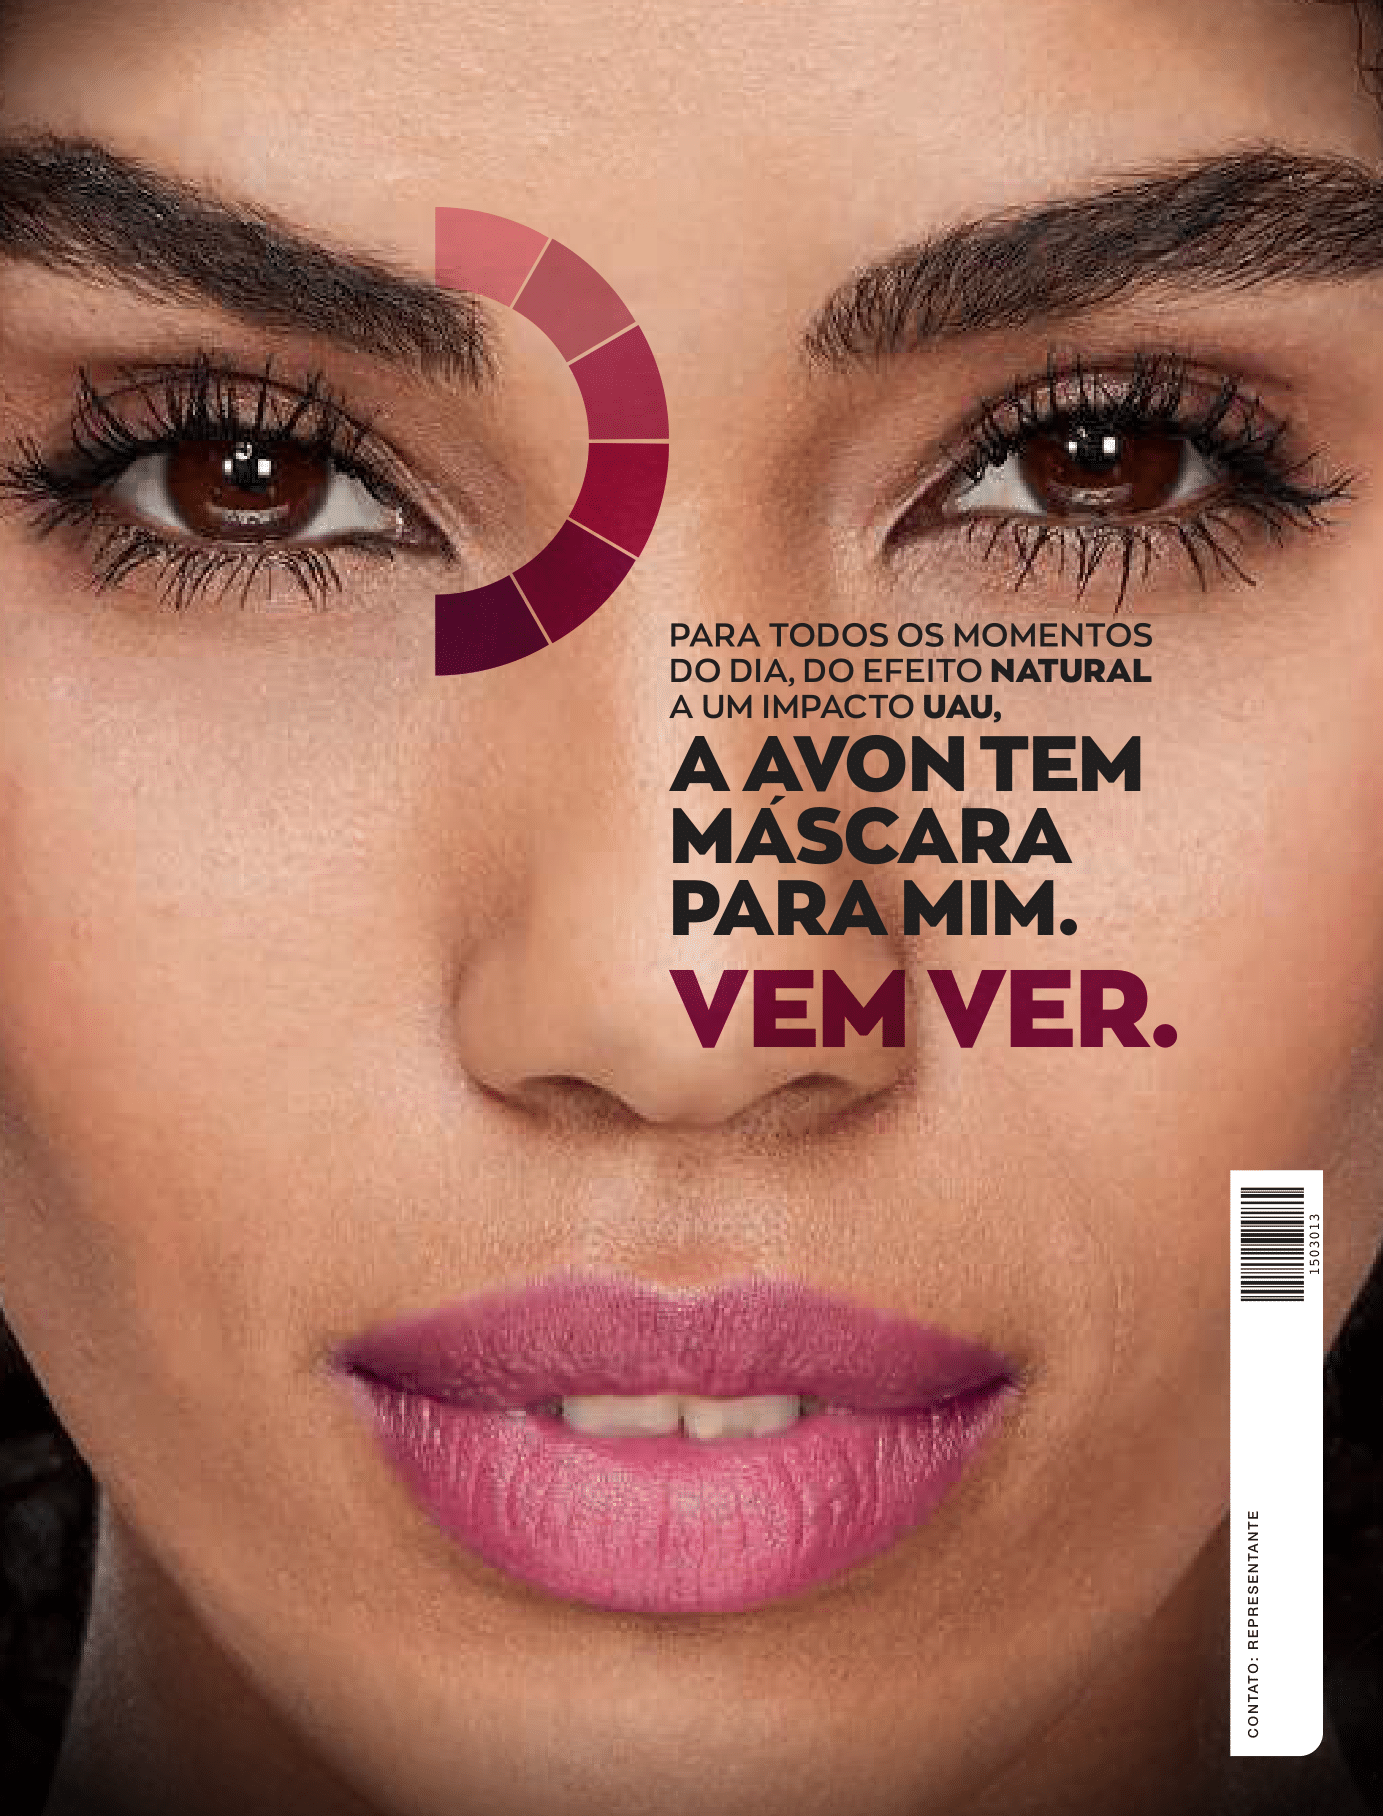 PARA TODOS OS MOMENTOS
DO DIA, DO EFEITO NATURAL
A UM IMPACTO UAU,
A AVON TEM
MÁSCARA
PARA MIM.
VEM VER.
1503013
CONTATO: REPRESENTANTE